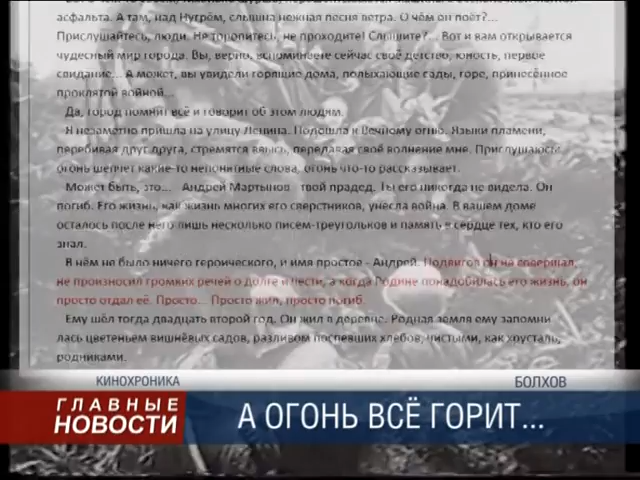 асфальта. А там, над Нугрём, слышна нежная песня ветра. О чём он поёт?...
Прислушайтесь, люди. Не торопитесь, не проходите! Слышите?... Вот и вам открывается
чудесный мир города. Вы, верно, вспоминаете сейчас своё детство, юность, первое
свидание... А может, вы увидели горящие дома, полыхающие сады, горе, принесённое
проклятой войной...
Да, город помнит всё и говорит об этом людям.
Я незаметно пришла на улицу Ленина. Подошла к Вечному огню. Языки пламени,
перебивая друг друга, стремятся ввысь, передавая своё волнение мне. Прислушаюсь
огонь шепчет какие-то непонятные слова, огонь что-то рассказывает.
Может быть, это... Андрей Мартынов твой прадед. Ты его никогда не видела. Он
погиб. Его жизнь, как жизнь многих его сверстников, унесла война. В вашем доме
осталось после него лишь несколько писем-треугольков и память в сердце тех, кто его
знал.
В нём не было ничего героического, и имя простое - Андрей. Подвигов он не совершал,
не произносил громких речей о долге и чести, а когда Родине понадобилась его жизнь, он
просто отдал её. Просто... Просто жил, просто погиб.
Ему шёл тогда двадцать второй год. Он жил в деревне. Родная земля ему запомни
лась цветеньем вишнёвых садов, разливом поспевших хлебов, чистыми, как хрусталь,
родниками.
КИНОХРОНИКА
БОЛХОВ
ГЛАВНЫЕ
НОВОСТИ
А ОГОНЬ ВСЁ ГОРИТ...